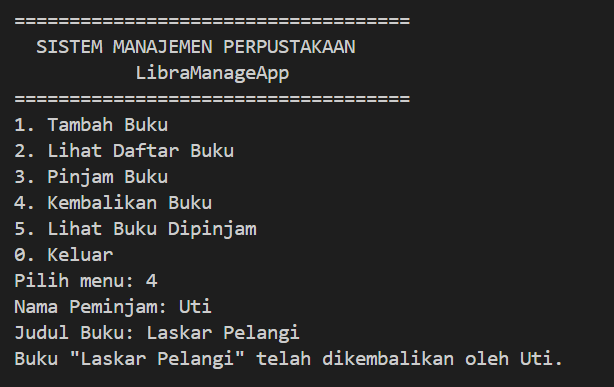 ====================================
SISTEM MANAJEMEN PERPUSTAKAAN
LibraManageApp
====================================
1. Tambah Buku
2. Lihat Daftar Buku
3. Pinjam Buku
4. Kembalikan Buku
5. Lihat Buku Dipinjam
0. Keluar
Pilih menu: 4
Nama Peminjam: Uti
Judul Buku: Laskar Pelangi
Buku "Laskar Pelangi" telah dikembalikan oleh Uti.